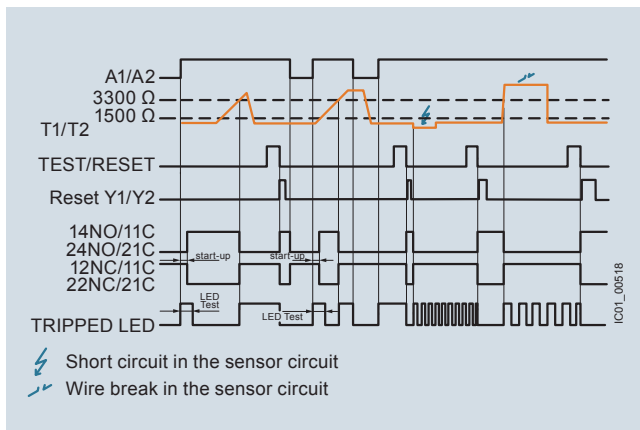 A1/A2
3300 Ω
1500 Ω
T1/T2
TEST/RESET
Reset Y1/Y2
14NO/11C
24NO/21C
start-up
start-up
12NC/11C
22NC/21C
LED
Test
LED Test
TRIPPED LED
IC01_00518
Short circuit in the sensor circuit
Wire break in the sensor circuit